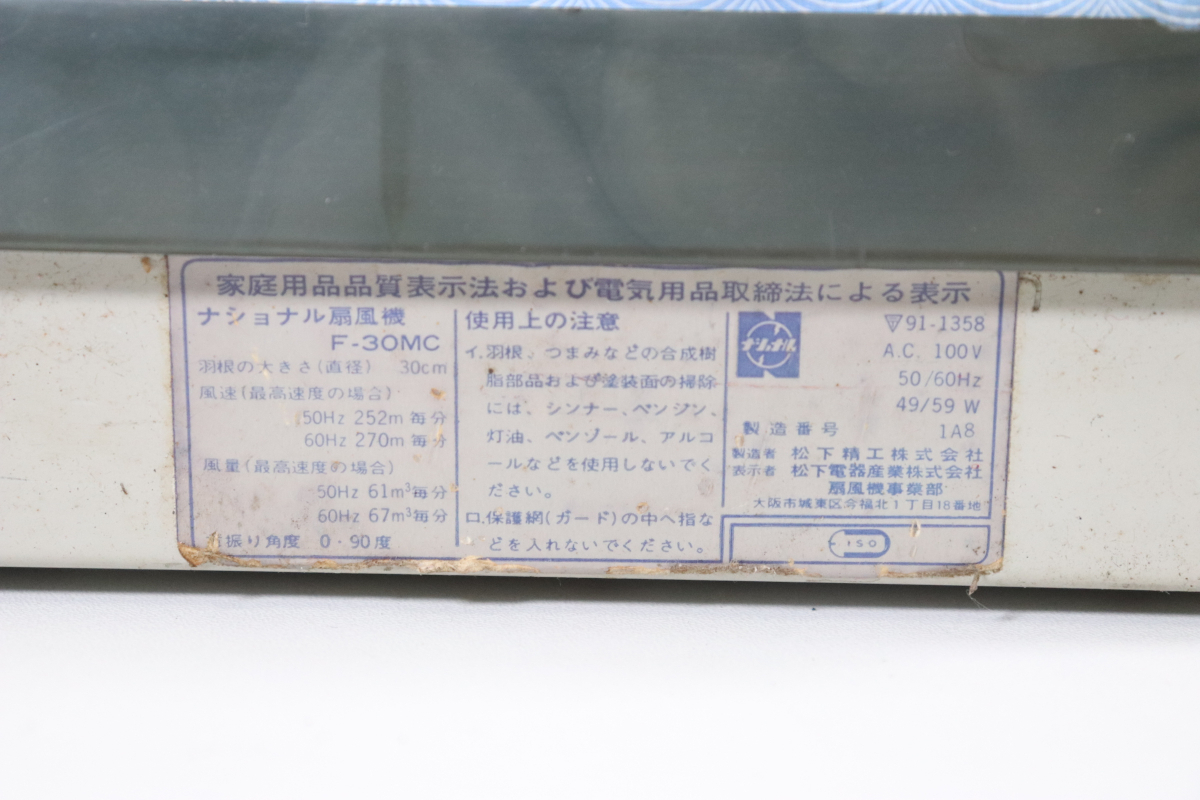 家庭用品品質表示法および電気用品取締法による表示
ナショナル扇風機
F-30MC
羽根の大きさ(直径) 30cm
風速(最高速度の場合)
50Hz 252m毎分
60Hz 270m毎分
風量(最高速度の場合)
50Hz 61m³毎分
60Hz 67m³毎分
首振り角度 0・90度
使用上の注意
イ.羽根、つまみなどの合成樹
脂部品および塗装面の掃除
には、シンナー、ベンジン、
灯油、ベンゾール、アルコ
ールなどを使用しないでく
ださい。
ロ.保護網(ガード)の中へ指な
どを入れないでください。
ナショナル
▽91-1358
A.C. 100V
50/60Hz
49/59 W
製造番号 1A8
製造者 松下精工株式会社
表示者 松下電器産業株式会社
扇風機事業部
大阪市城東区今福北1丁目18番地
ISO